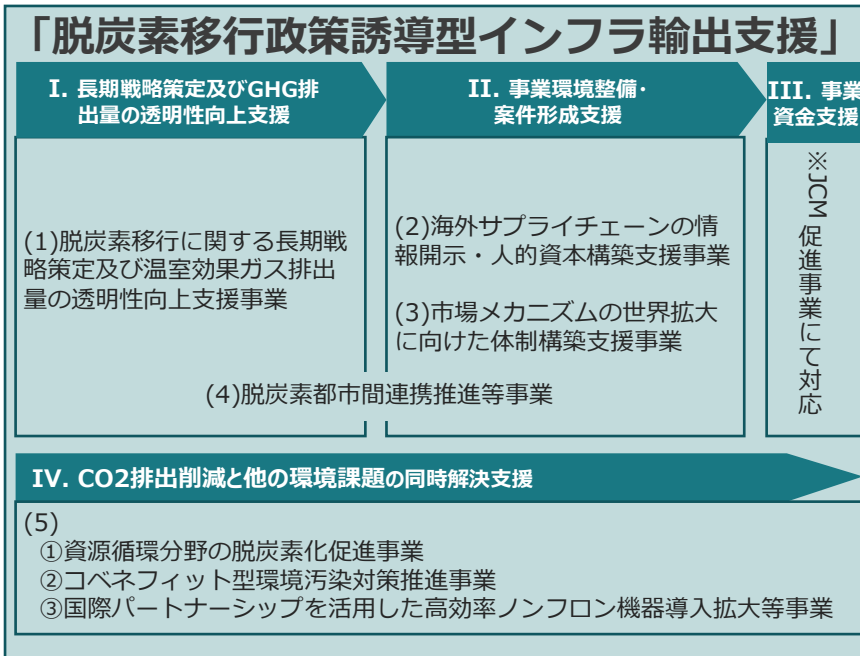 「脱炭素移行政策誘導型インフラ輸出支援」
I. 長期戦略策定及びGHG排
出量の透明性向上支援
II. 事業環境整備・
案件形成支援
III. 事業
資金支援
(1)脱炭素移行に関する長期戦
略策定及び温室効果ガス排出
量の透明性向上支援事業
(2)海外サプライチェーンの情
報開示・人的資本構築支援事業
(3)市場メカニズムの世界拡大
に向けた体制構築支援事業
※JCM促進事業にて対応
(4)脱炭素都市間連携推進等事業
IV. CO2排出削減と他の環境課題の同時解決支援
(5)
①資源循環分野の脱炭素化促進事業
②コベネフィット型環境汚染対策推進事業
③国際パートナーシップを活用した高効率ノンフロン機器導入拡大等事業